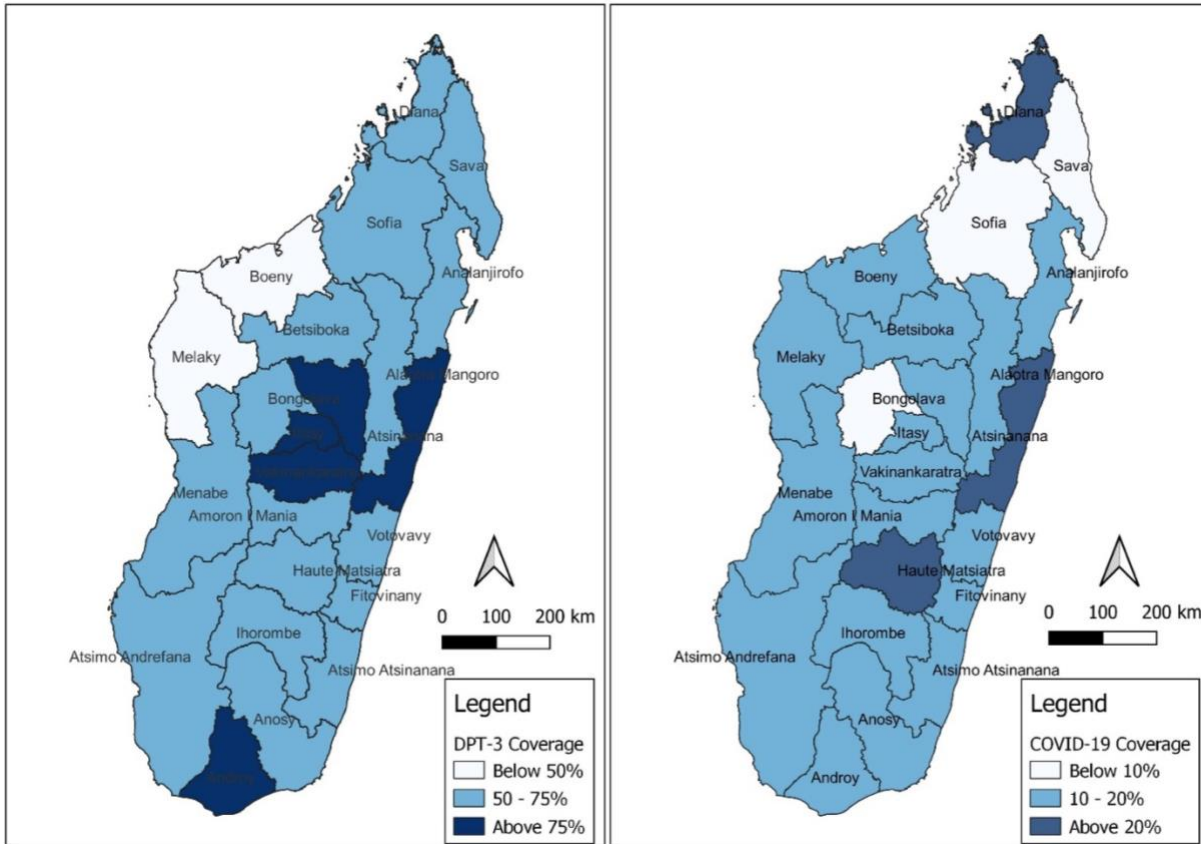 Diana
Sava
Sofia
Analanjirofo
Boeny
Betsiboka
Melaky
Alaotra Mangoro
Bongolava
Itasy
Atsinanana
Vakinankaratra
Menabe
Amoron I Mania
Votovavy
Haute Matsiatra
Fitovinany
0 100 200 km
Ihorombe
Atsimo Andrefana
Atsimo Atsinanana
Anosy
Androy
Legend
DPT-3 Coverage
Below 50%
50 - 75%
Above 75%
Diana
Sava
Sofia
Analanjirofo
Boeny
Betsiboka
Melaky
Alaotra Mangoro
Bongolava
Itasy
Atsinanana
Vakinankaratra
Menabe
Amoron I Mania
Votovavy
Haute Matsiatra
Fitovinany
0 100 200 km
Ihorombe
Atsimo Andrefana
Atsimo Atsinanana
Anosy
Androy
Legend
COVID-19 Coverage
Below 10%
10 - 20%
Above 20%